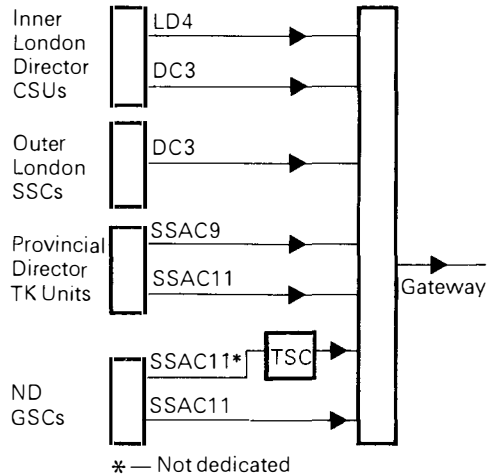 Inner
London
Director
CSUs
LD4
DC3
Outer
London
SSCs
DC3
Provincial
Director
TK Units
SSAC9
SSAC11
Gateway
ND
GSCs
SSAC11*
TSC
SSAC11
* — Not dedicated